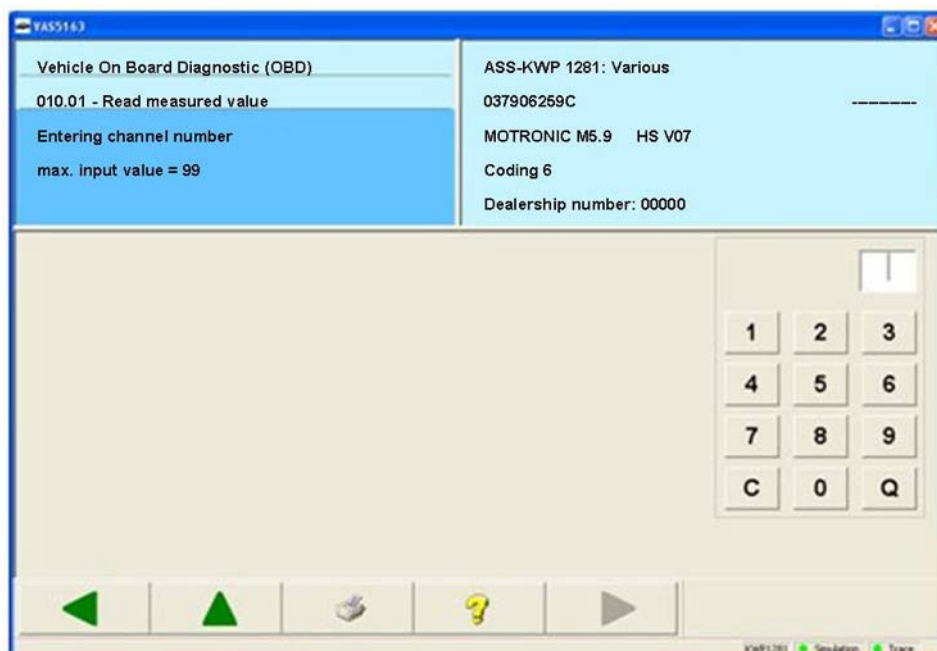 VAS5163
Vehicle On Board Diagnostic (OBD)
010.01 - Read measured value
Entering channel number
max. input value = 99
ASS-KWP 1281: Various
037906259C --------------
MOTRONIC M5.9 HS V07
Coding 6
Dealership number: 00000
1 2 3
4 5 6
7 8 9
C 0 Q
KWP1281 Simulation Trace